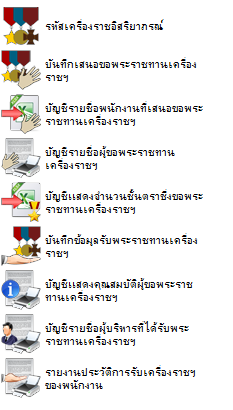 รหัสเครื่องราชอิสริยาภรณ์
บันทึกเสนอขอพระราชทานเครื่อง
ราชฯ
บัญชีรายชื่อพนักงานที่เสนอขอพระ
ราชทานเครื่องราชฯ
บัญชีรายชื่อผู้ขอพระราชทาน
เครื่องราชฯ
บัญชีแสดงจำนวนชั้นตราซึ่งขอพระ
ราชทานเครื่องราชฯ
บันทึกข้อมูลรับพระราชทานเครื่อง
ราชฯ
บัญชีแสดงคุณสมบัติผู้ขอพระราช
ทานเครื่องราชฯ
บัญชีรายชื่อผู้บริหารที่ได้รับพระ
ราชทานเครื่องราชฯ
รายงานประวัติการรับเครื่องราชฯ
ของพนักงาน